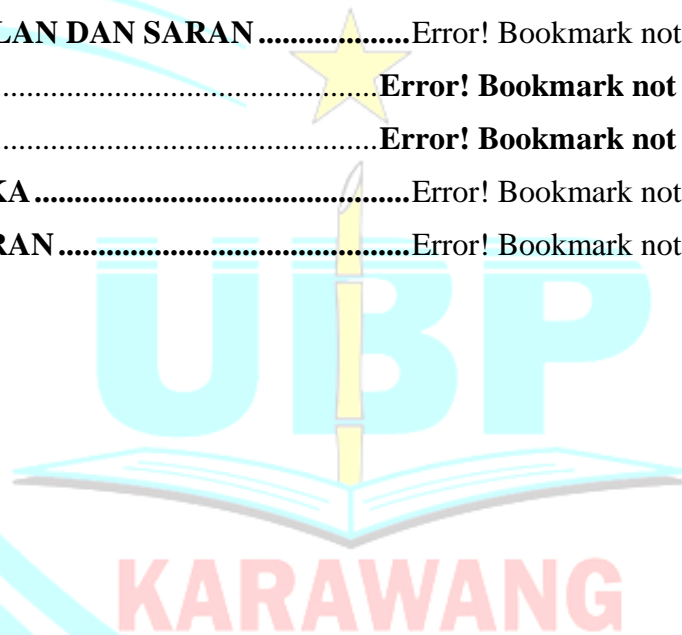 LAN DAN SARAN ...................Error! Bookmark not
...............................................Error! Bookmark not
...............................................Error! Bookmark not
KA ...............................................Error! Bookmark not
RAN ............................................Error! Bookmark not
UBP
KARAWANG